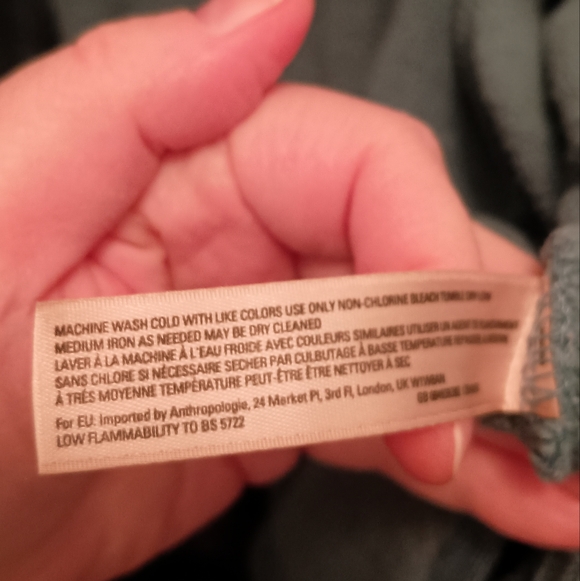 MACHINE WASH COLD WITH LIKE COLORS USE ONLY NON-CHLORINE BLEACH TUMBLE DRY LOW
MEDIUM IRON AS NEEDED MAY BE DRY CLEANED
LAVER À LA MACHINE À L'EAU FROIDE AVEC COULEURS SIMILAIRES UTILISER UN AGENT
SANS CHLORE SI NÉCESSAIRE SECHER PAR CULBUTAGE À BASSE TEMPERATURE
À TRÈS MOYENNE TEMPÉRATURE PEUT-ÊTRE ÊTRE NETTOYER À SEC
For EU: Imported by Anthropologie, 24 Market Pl, 3rd Fl, London, UK
LOW FLAMMABILITY TO BS 5722